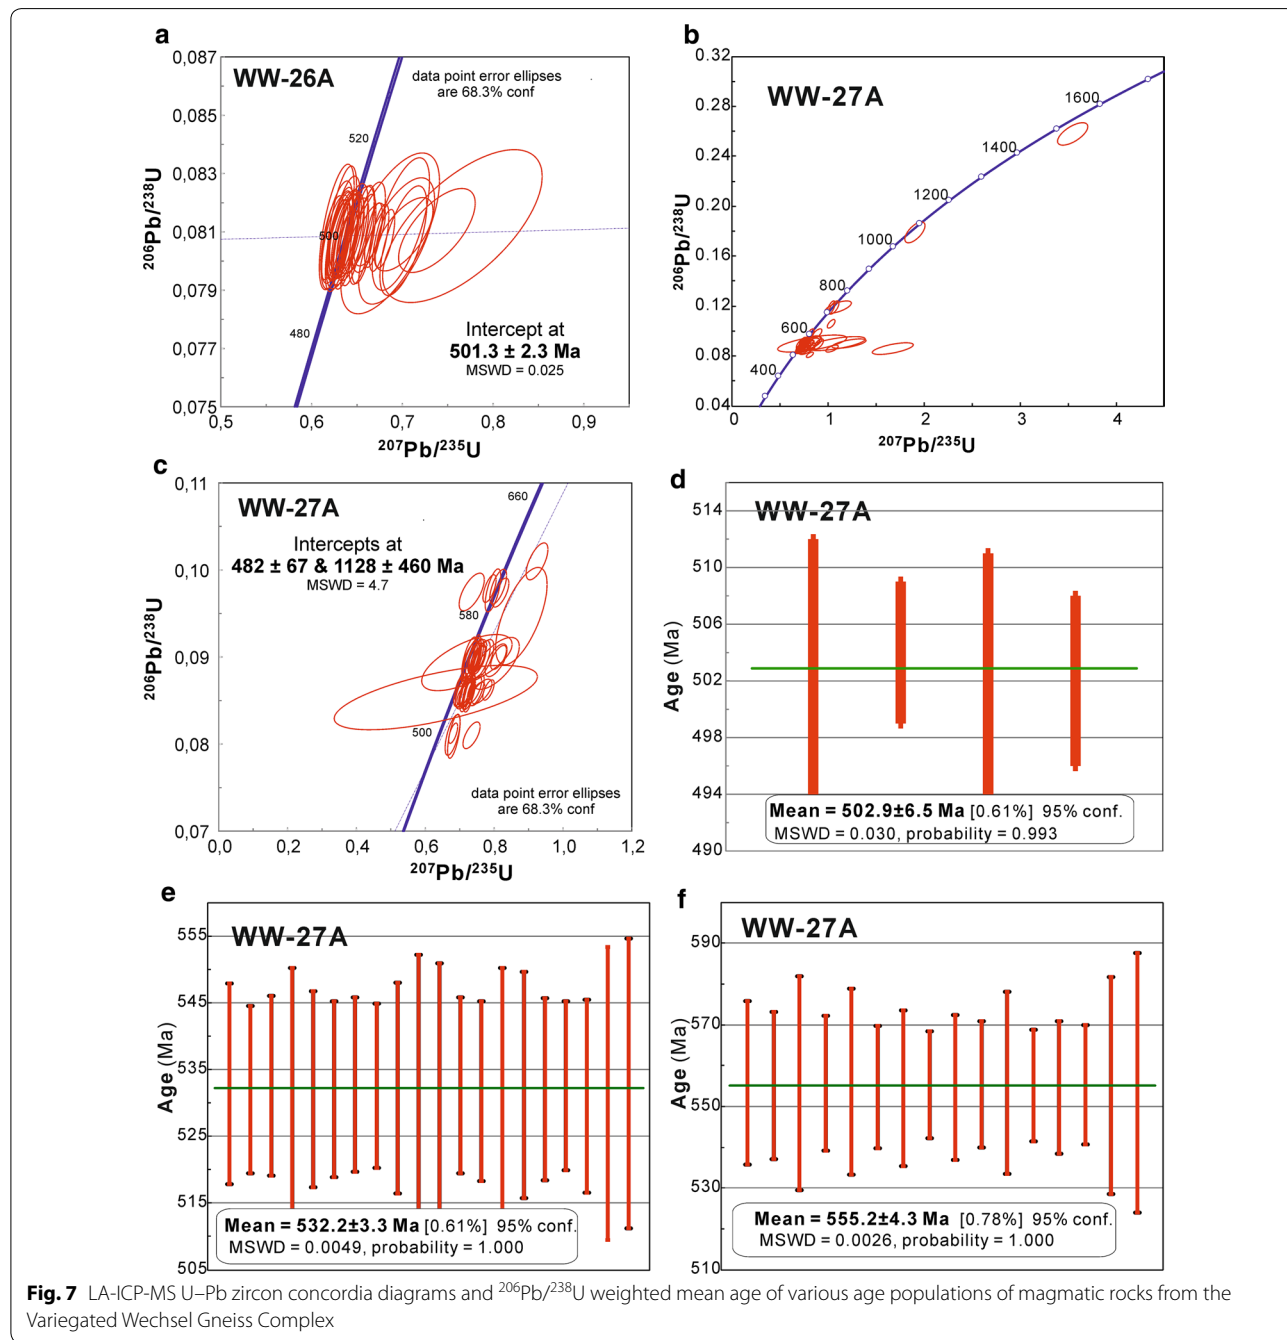 a
WW-26A
data point error ellipses
are 68.3% conf
0,087
0,085
0,083
0,081
0,079
0,077
0,075
520
500
480
Intercept at
501.3 ± 2.3 Ma
MSWD = 0.025
0,5
0,6
0,7
0,8
0,9
206Pb/238U
207Pb/235U
b
WW-27A
0.32
0.28
0.24
0.20
0.16
0.12
0.08
0.04
1600
1400
1200
1000
800
600
400
0
1
2
3
4
206Pb/238U
207Pb/235U
c
WW-27A
Intercepts at
482 ± 67 & 1128 ± 460 Ma
MSWD = 4.7
0,11
0,10
0,09
0,08
0,07
660
580
500
data point error ellipses
are 68.3% conf
0,0
0,2
0,4
0,6
0,8
1,0
1,2
206Pb/238U
207Pb/235U
d
WW-27A
514
510
506
502
498
494
490
Age (Ma)
Mean = 502.9±6.5 Ma [0.61%] 95% conf.
MSWD = 0.030, probability = 0.993
e
WW-27A
555
545
535
525
515
505
Age (Ma)
Mean = 532.2±3.3 Ma [0.61%] 95% conf.
MSWD = 0.0049, probability = 1.000
f
WW-27A
590
570
550
530
510
Age (Ma)
Mean = 555.2±4.3 Ma [0.78%] 95% conf.
MSWD = 0.0026, probability = 1.000
Fig. 7 LA-ICP-MS U–Pb zircon concordia diagrams and 206Pb/238U weighted mean age of various age populations of magmatic rocks from the
Variegated Wechsel Gneiss Complex